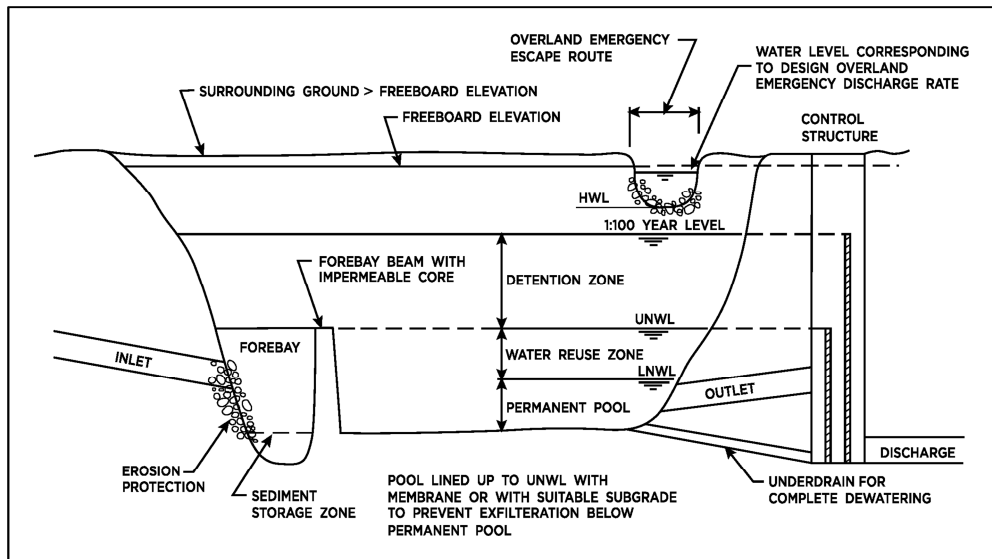 OVERLAND EMERGENCY
ESCAPE ROUTE
WATER LEVEL CORRESPONDING
TO DESIGN OVERLAND
EMERGENCY DISCHARGE RATE
SURROUNDING GROUND > FREEBOARD ELEVATION
FREEBOARD ELEVATION
CONTROL
STRUCTURE
HWL
1:100 YEAR LEVEL
FOREBAY BEAM WITH
IMPERMEABLE CORE
DETENTION ZONE
UNWL
FOREBAY
INLET
WATER REUSE ZONE
LNWL
OUTLET
PERMANENT POOL
DISCHARGE
EROSION
PROTECTION
SEDIMENT
STORAGE ZONE
POOL LINED UP TO UNWL WITH
MEMBRANE OR WITH SUITABLE SUBGRADE
TO PREVENT EXFILTERATION BELOW
PERMANENT POOL
UNDERDRAIN FOR
COMPLETE DEWATERING